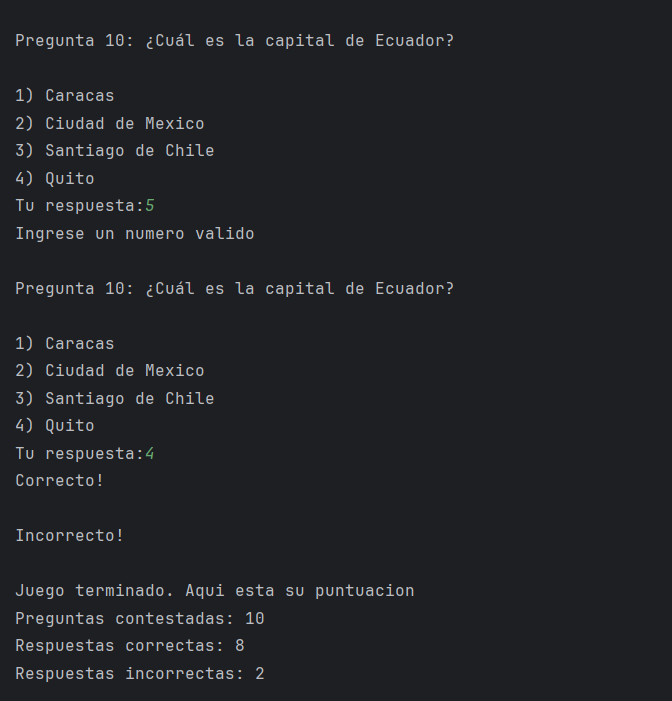 Pregunta 10: ¿Cuál es la capital de Ecuador?
1) Caracas
2) Ciudad de Mexico
3) Santiago de Chile
4) Quito
Tu respuesta:5
Ingrese un numero valido
Pregunta 10: ¿Cuál es la capital de Ecuador?
1) Caracas
2) Ciudad de Mexico
3) Santiago de Chile
4) Quito
Tu respuesta:4
Correcto!
Incorrecto!
Juego terminado. Aqui esta su puntuacion
Preguntas contestadas: 10
Respuestas correctas: 8
Respuestas incorrectas: 2